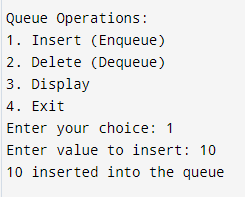 Queue Operations:
1. Insert (Enqueue)
2. Delete (Dequeue)
3. Display
4. Exit
Enter your choice: 1
Enter value to insert: 10
10 inserted into the queue